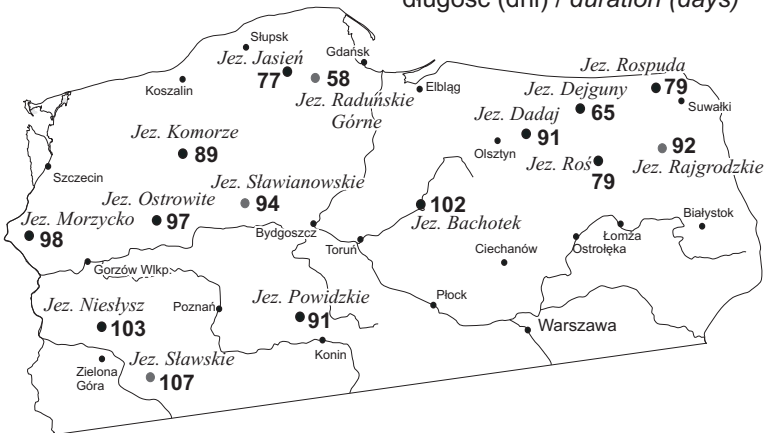 długość (dni) / duration (days)
Słupsk
Gdańsk
Jez. Jasień
77
58
Jez. Raduńskie
Górne
Koszalin
Elbląg
Jez. Rospuda
79
Suwałki
Jez. Dejguny
65
Jez. Dadaj
91
Olsztyn
92
Jez. Rajgrodzkie
Jez. Roś
79
Jez. Komorze
89
Szczecin
Jez. Sławianowskie
94
Jez. Ostrowite
97
Jez. Morzycko
98
102
Jez. Bachotek
Bydgoszcz
Toruń
Białystok
Łomża
Ostrołęka
Ciechanów
Gorzów Wlkp.
Płock
Jez. Niesłysz
103
Poznań
Jez. Powidzkie
91
Warszawa
Konin
Zielona
Góra
Jez. Sławskie
107